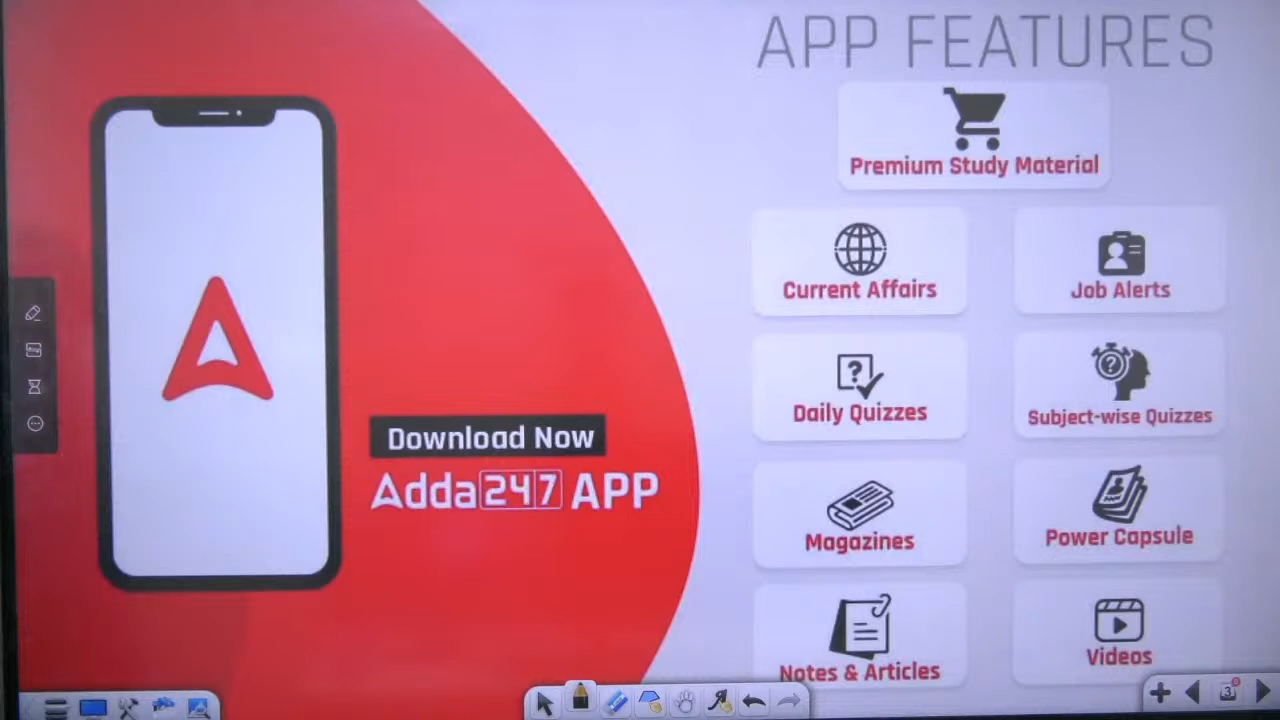 APP FEATURES
Premium Study Material
Current Affairs
Job Alerts
Daily Quizzes
Subject-wise Quizzes
Download Now
Adda247 APP
Magazines
Power Capsule
Notes & Articles
Videos
3